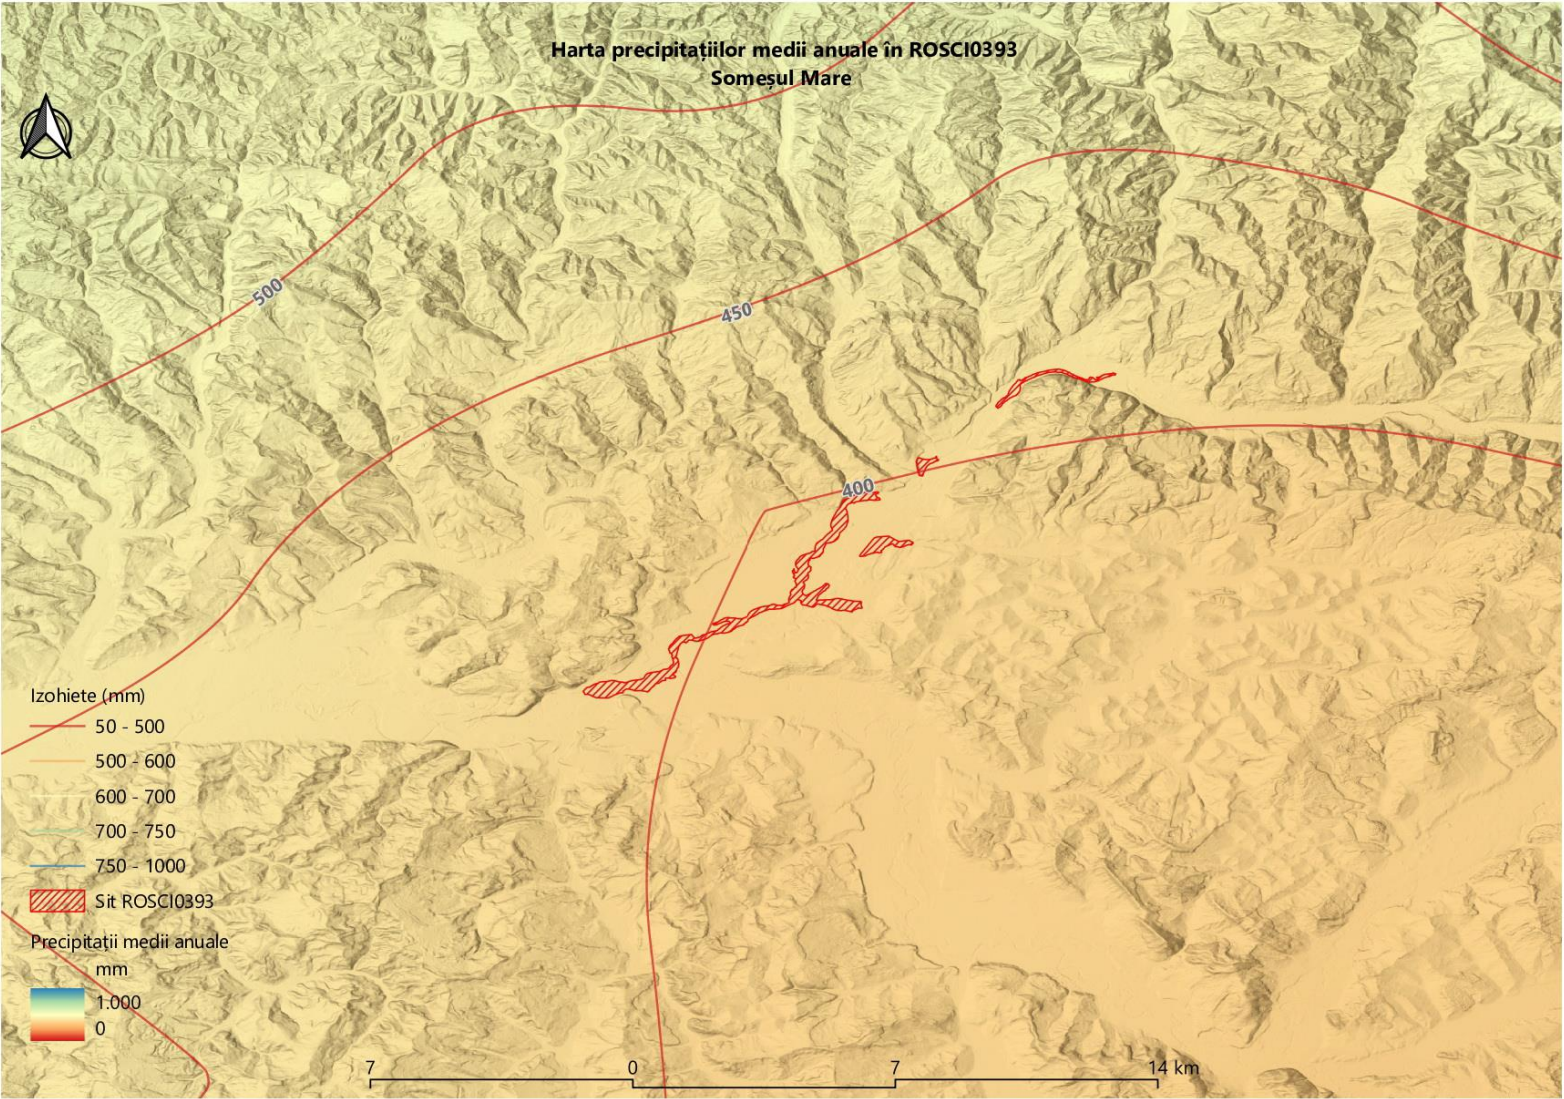 Harta precipitațiilor medii anuale în ROSCI0393
Someșul Mare
500
450
400
Izohiete (mm)
50 - 500
500 - 600
600 - 700
700 - 750
750 - 1000
Sit ROSCI0393
Precipitații medii anuale
mm
1.000
0
7 0 7 14 km